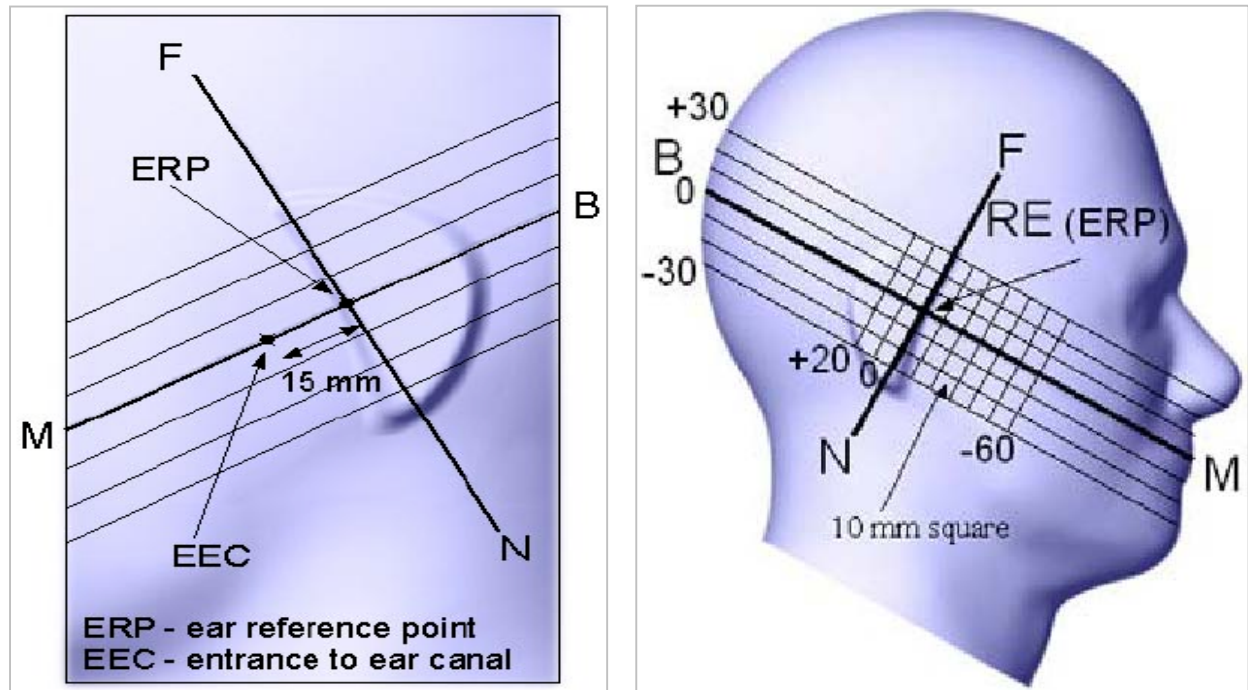 F
ERP
B
15 mm
M
EEC
N
ERP - ear reference point
EEC - entrance to ear canal
+30
B
0
F
RE (ERP)
-30
+20
0
N
-60
M
10 mm square